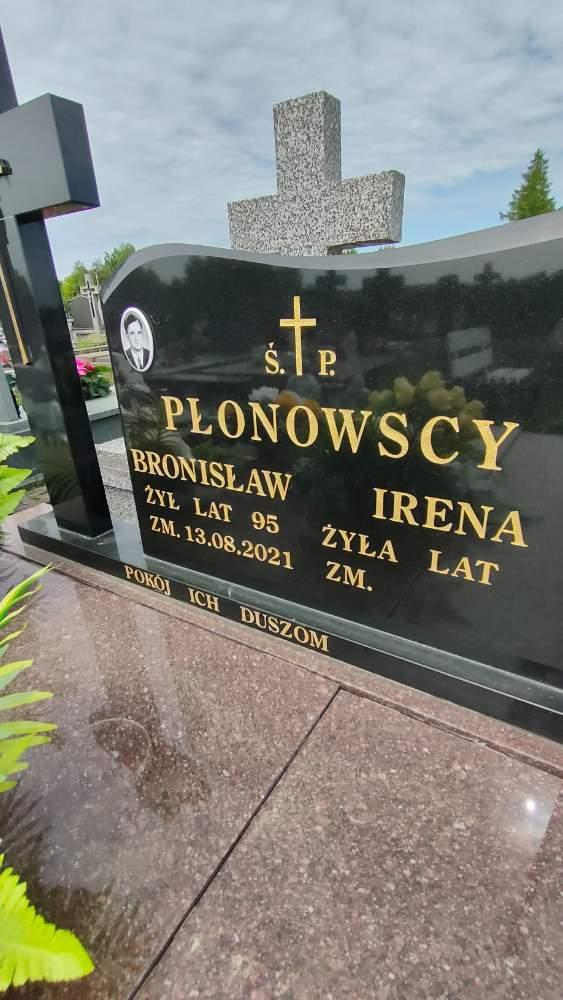 Ś. P.
PŁONOWSCY
BRONISŁAW
ŻYŁ LAT 95
ZM. 13.08.2021
IRENA
ŻYŁA LAT
ZM.
POKÓJ ICH DUSZOM